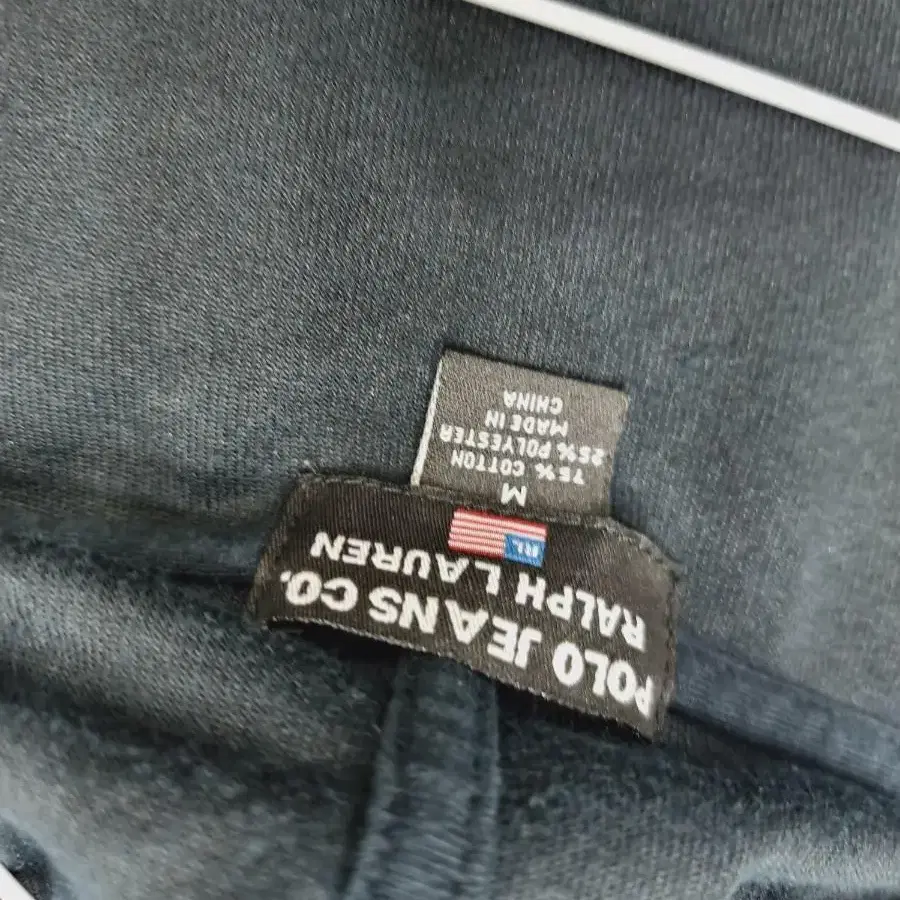 POLO JEANS CO.
RALPH LAUREN
RL
M
75% COTTON
25% POLYESTER
MADE IN
CHINA